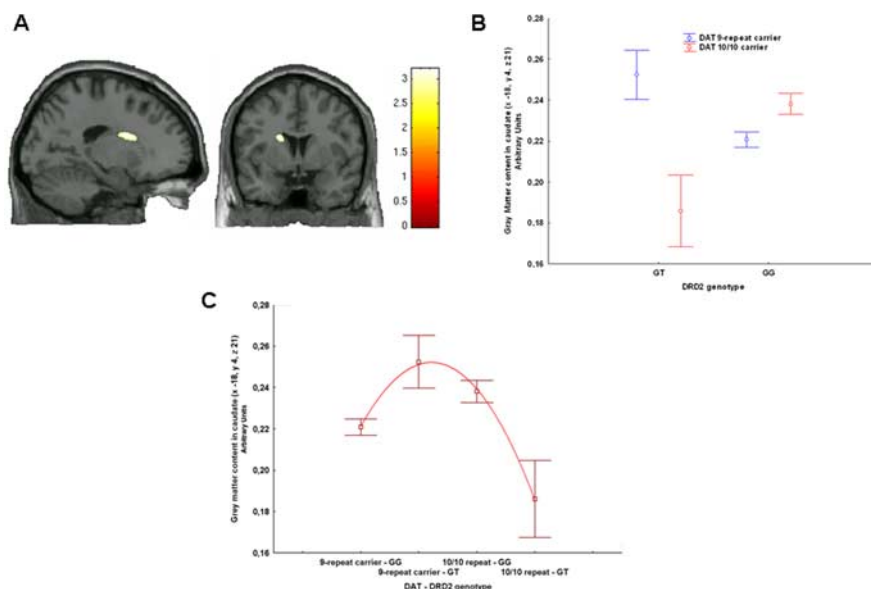 A
3
2.5
2
1.5
1
0.5
0
B
DAT 9-repeat carrier
DAT 10/10 carrier
Gray Matter content in caudate (x -18, y 4, z 21)
Arbitrary Units
0,28
0,26
0,24
0,22
0,20
0,18
0,16
GT GG
DRD2 genotype
C
Grey matter content in caudate (x -18, y 4, z 21)
Arbitrary Units
0,28
0,26
0,24
0,22
0,20
0,18
0,16
9-repeat carrier - GG 10/10 repeat - GG
9-repeat carrier - GT 10/10 repeat - GT
DAT - DRD2 genotype